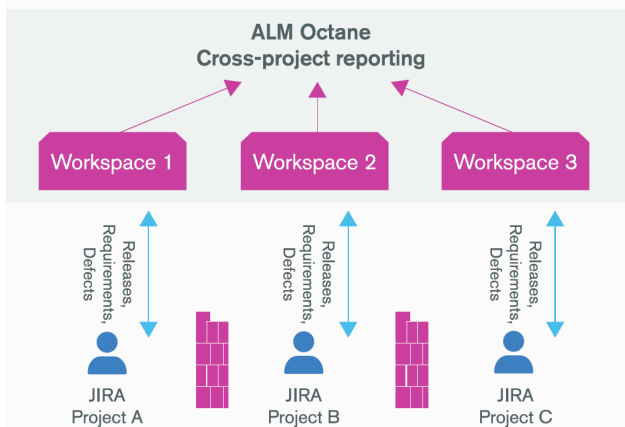 ALM Octane
Cross-project reporting
Workspace 1
Workspace 2
Workspace 3
Releases,
Requirements,
Defects
Releases,
Requirements,
Defects
Releases,
Requirements,
Defects
JIRA
Project A
JIRA
Project B
JIRA
Project C